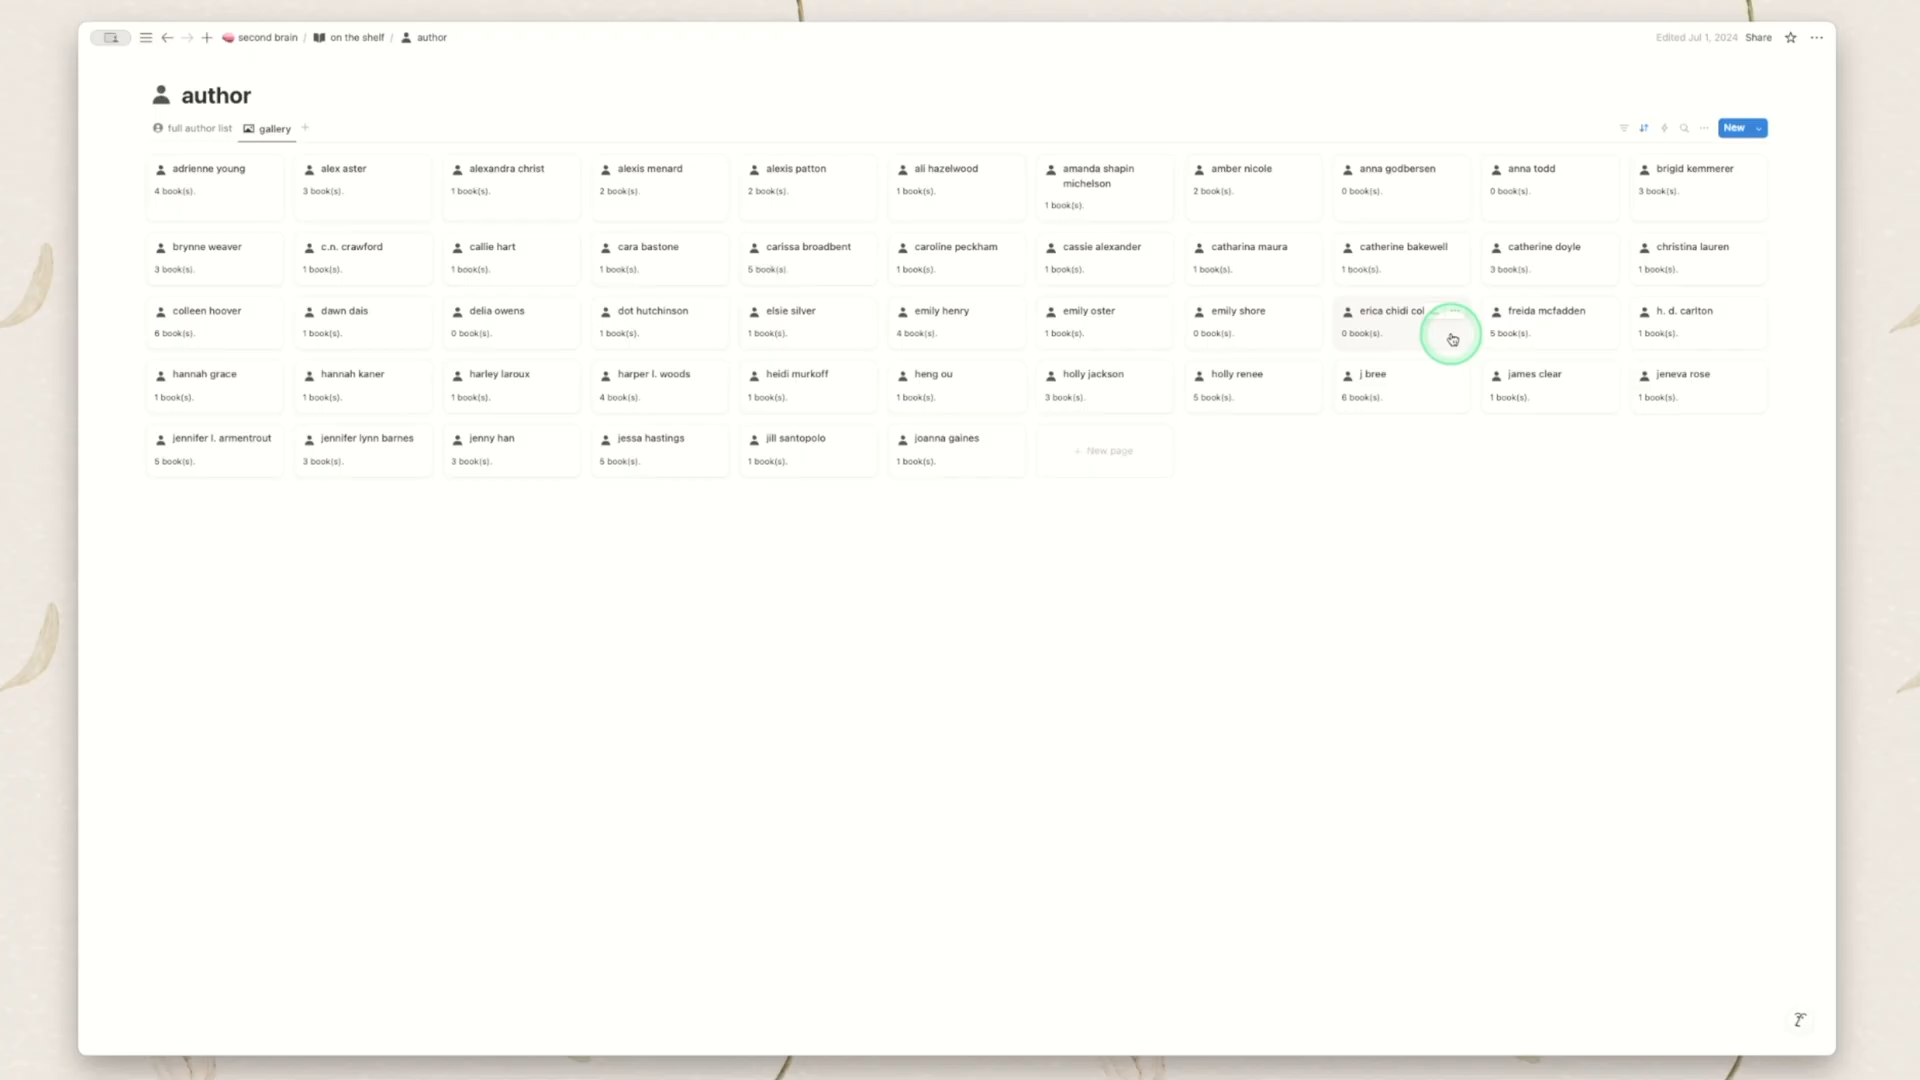 second brain / on the shelf / author
Edited Jul 1, 2024 Share
author
full author list gallery
New
adrienne young
4 book(s).
alex aster
3 book(s).
alexandra christ
1 book(s).
alexis menard
2 book(s).
alexis patton
2 book(s).
ali hazelwood
1 book(s).
amanda shapin
michelson
1 book(s).
amber nicole
2 book(s).
anna godbersen
0 book(s).
anna todd
0 book(s).
brigid kemmerer
3 book(s).
brynne weaver
3 book(s).
c.n. crawford
1 book(s).
callie hart
1 book(s).
cara bastone
1 book(s).
carissa broadbent
5 book(s).
caroline peckham
1 book(s).
cassie alexander
1 book(s).
catharina maura
1 book(s).
catherine bakewell
1 book(s).
catherine doyle
3 book(s).
christina lauren
1 book(s).
colleen hoover
6 book(s).
dawn dais
1 book(s).
delia owens
0 book(s).
dot hutchinson
1 book(s).
elsie silver
1 book(s).
emily henry
4 book(s).
emily oster
1 book(s).
emily shore
0 book(s).
erica chidi col
0 book(s).
freida mcfadden
5 book(s).
h. d. carlton
1 book(s).
hannah grace
1 book(s).
hannah kaner
1 book(s).
harley laroux
1 book(s).
harper l. woods
4 book(s).
heidi murkoff
1 book(s).
heng ou
1 book(s).
holly jackson
3 book(s).
holly renee
5 book(s).
j bree
6 book(s).
james clear
1 book(s).
jeneva rose
1 book(s).
jennifer l. armentrout
5 book(s).
jennifer lynn barnes
3 book(s).
jenny han
3 book(s).
jessa hastings
5 book(s).
jill santopolo
1 book(s).
joanna gaines
1 book(s).
+ New page